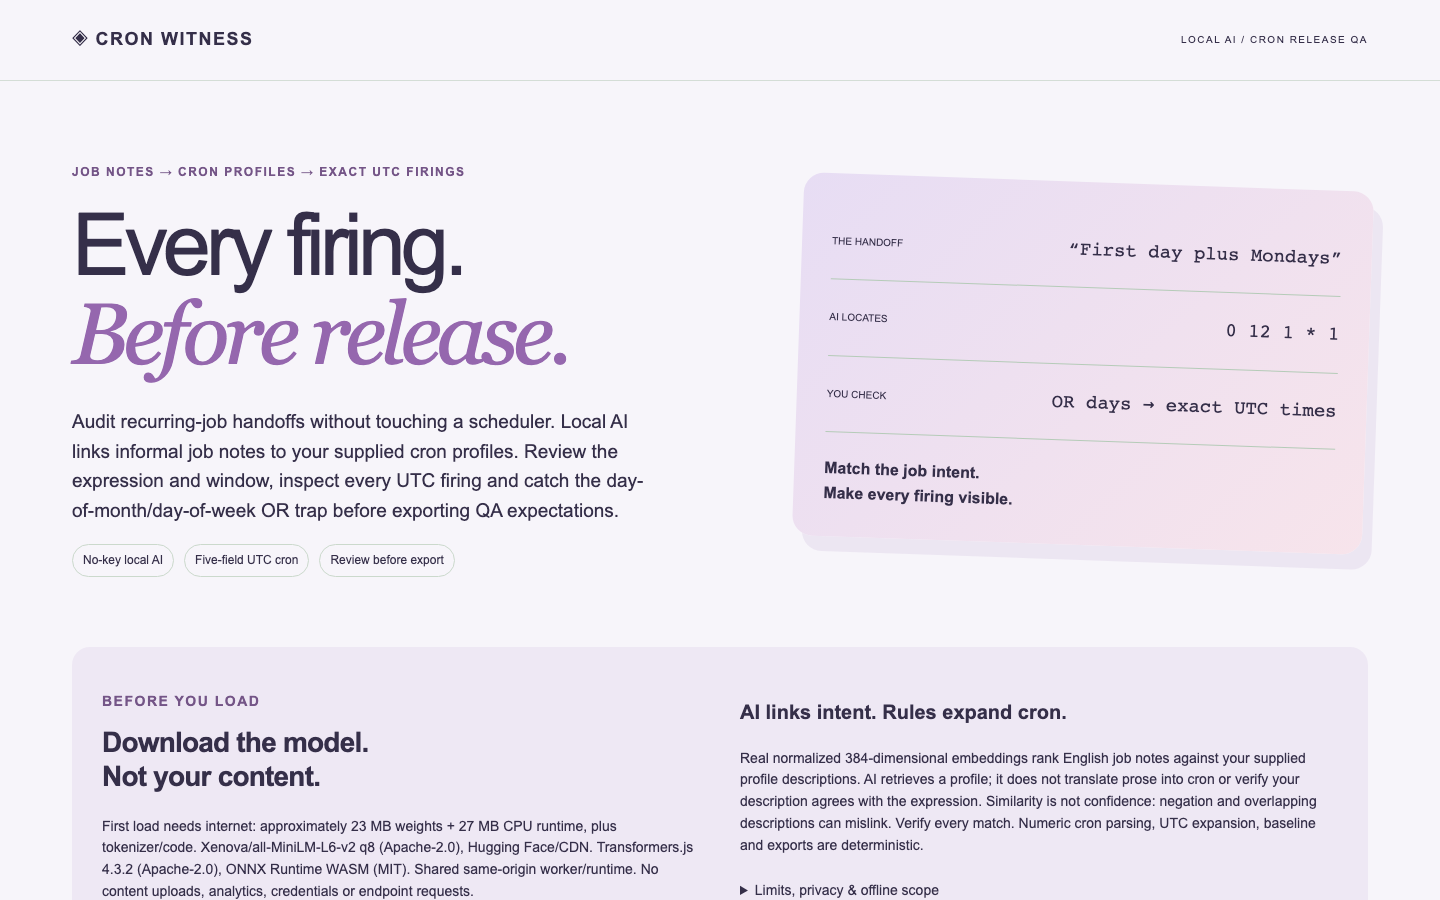 ◈ CRON WITNESS
LOCAL AI / CRON RELEASE QA
JOB NOTES → CRON PROFILES → EXACT UTC FIRINGS
Every firing.
Before release.
Audit recurring-job handoffs without touching a scheduler. Local AI
links informal job notes to your supplied cron profiles. Review the
expression and window, inspect every UTC firing and catch the day-
of-month/day-of-week OR trap before exporting QA expectations.
No-key local AI
Five-field UTC cron
Review before export
THE HANDOFF
“First day plus Mondays”
AI LOCATES
0 12 1 * 1
YOU CHECK
OR days → exact UTC times
Match the job intent.
Make every firing visible.
BEFORE YOU LOAD
Download the model.
Not your content.
First load needs internet: approximately 23 MB weights + 27 MB CPU runtime, plus
tokenizer/code. Xenova/all-MiniLM-L6-v2 q8 (Apache-2.0), Hugging Face/CDN. Transformers.js
4.3.2 (Apache-2.0), ONNX Runtime WASM (MIT). Shared same-origin worker/runtime. No
content uploads, analytics, credentials or endpoint requests.
AI links intent. Rules expand cron.
Real normalized 384-dimensional embeddings rank English job notes against your supplied
profile descriptions. AI retrieves a profile; it does not translate prose into cron or verify your
description agrees with the expression. Similarity is not confidence: negation and overlapping
descriptions can mislink. Verify every match. Numeric cron parsing, UTC expansion, baseline
and exports are deterministic.
▶ Limits, privacy & offline scope